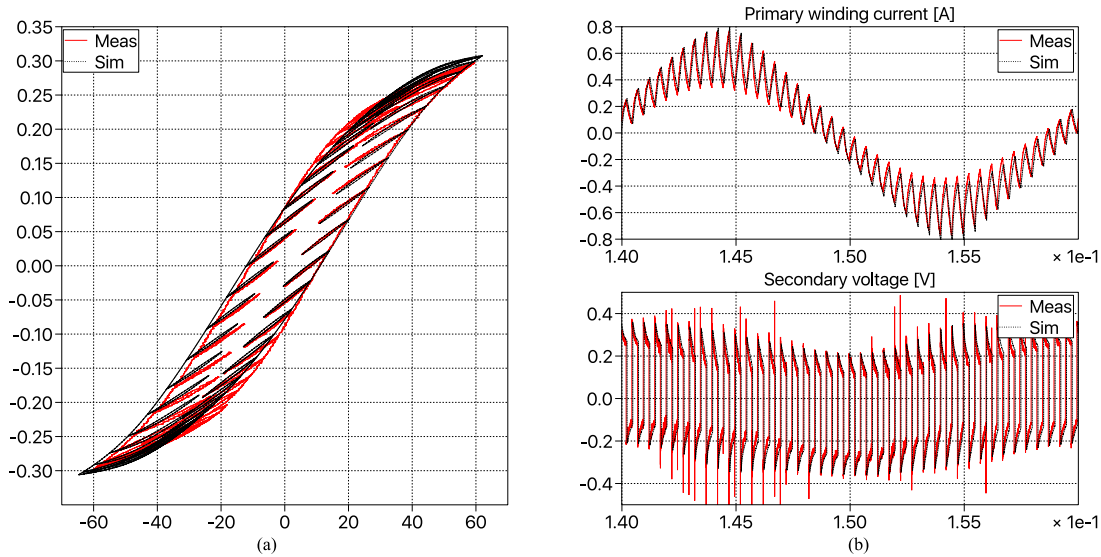 0.35
0.30
0.25
0.20
0.15
0.10
0.05
0.00
-0.05
-0.10
-0.15
-0.20
-0.25
-0.30
-60 -40 -20 0 20 40 60
Meas
Sim
(a)
Primary winding current [A]
0.8
0.6
0.4
0.2
0.0
-0.2
-0.4
-0.6
-0.8
1.40 1.45 1.50 1.55 × 1e-1
Meas
Sim
Secondary voltage [V]
0.4
0.2
0.0
-0.2
-0.4
1.40 1.45 1.50 1.55 × 1e-1
Meas
Sim
(b)